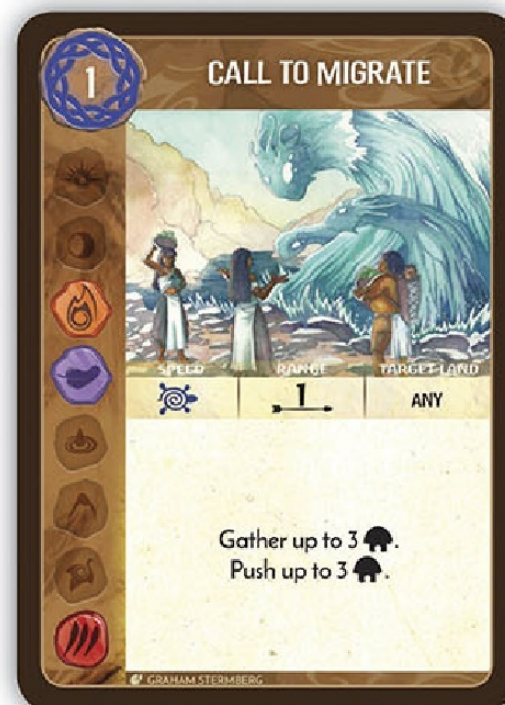 1
CALL TO MIGRATE
SPEED RANGE TARGET LAND
1 ANY
Gather up to 3.
Push up to 3.
GRAHAM STERMBERG